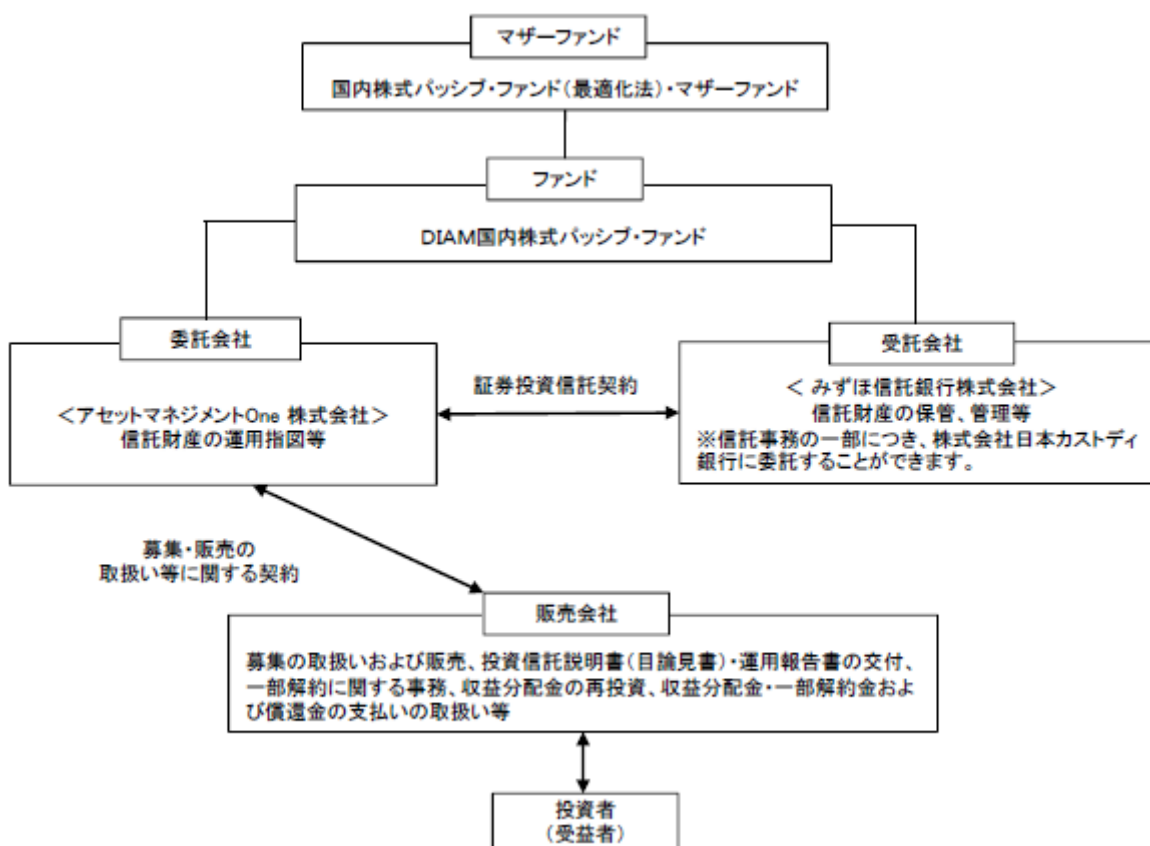 マザーファンド
国内株式パッシブ・ファンド(最適化法)・マザーファンド
ファンド
DIAM国内株式パッシブ・ファンド
委託会社
<アセットマネジメントOne 株式会社>
信託財産の運用指図等
証券投資信託契約
受託会社
< みずほ信託銀行株式会社>
信託財産の保管、管理等
※信託事務の一部につき、株式会社日本カストディ
銀行に委託することができます。
募集・販売の
取扱い等に関する契約
販売会社
募集の取扱いおよび販売、投資信託説明書(目論見書)・運用報告書の交付、
一部解約に関する事務、収益分配金の再投資、収益分配金・一部解約金およ
び償還金の支払いの取扱い等
投資者
(受益者)